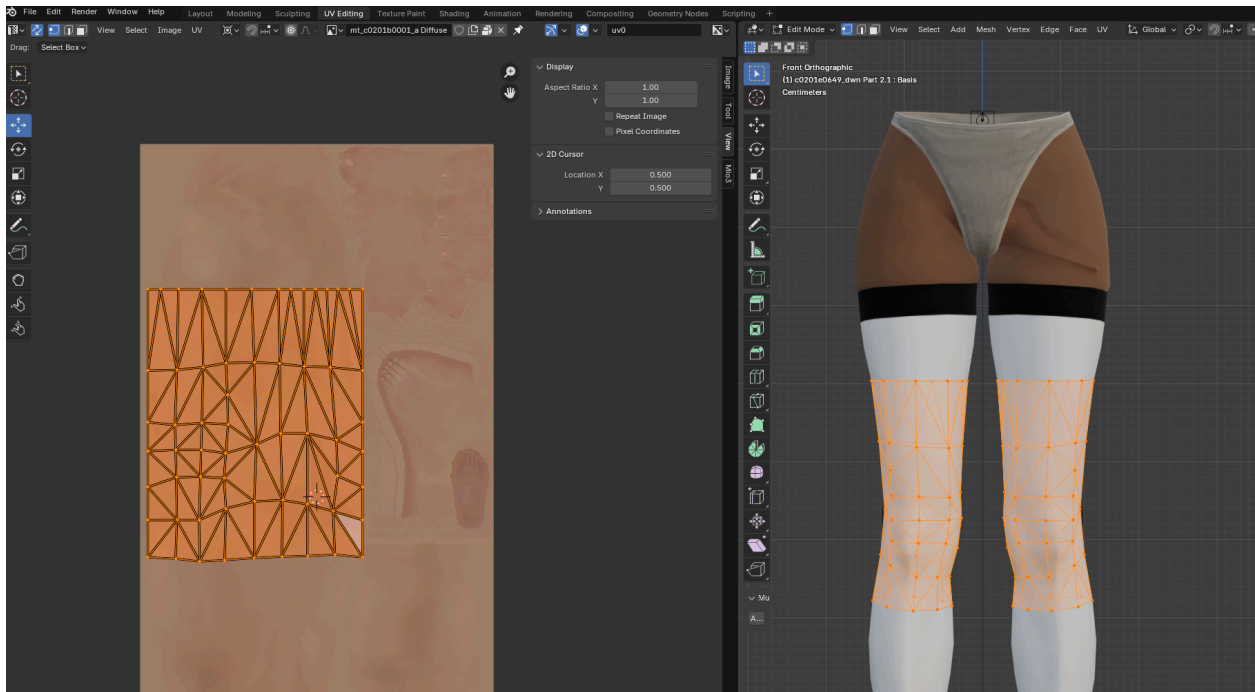 File Edit Render Window Help Layout Modeling Sculpting UV Editing Texture Paint Shading Animation Rendering Compositing Geometry Nodes Scripting +
View Select Image UV mt_c0201b0001_a Diffuse uv0 Edit Mode View Select Add Mesh Vertex Edge Face UV Global
Drag: Select Box
Display
Aspect Ratio X 1.00
Y 1.00
Repeat Image
Pixel Coordinates
2D Cursor
Location X 0.500
Y 0.500
Annotations
Image
Tool
View
Mio3
Front Orthographic
(1) c0201e0649_dwn Part 2.1 : Basis
Centimeters
Mu
A...